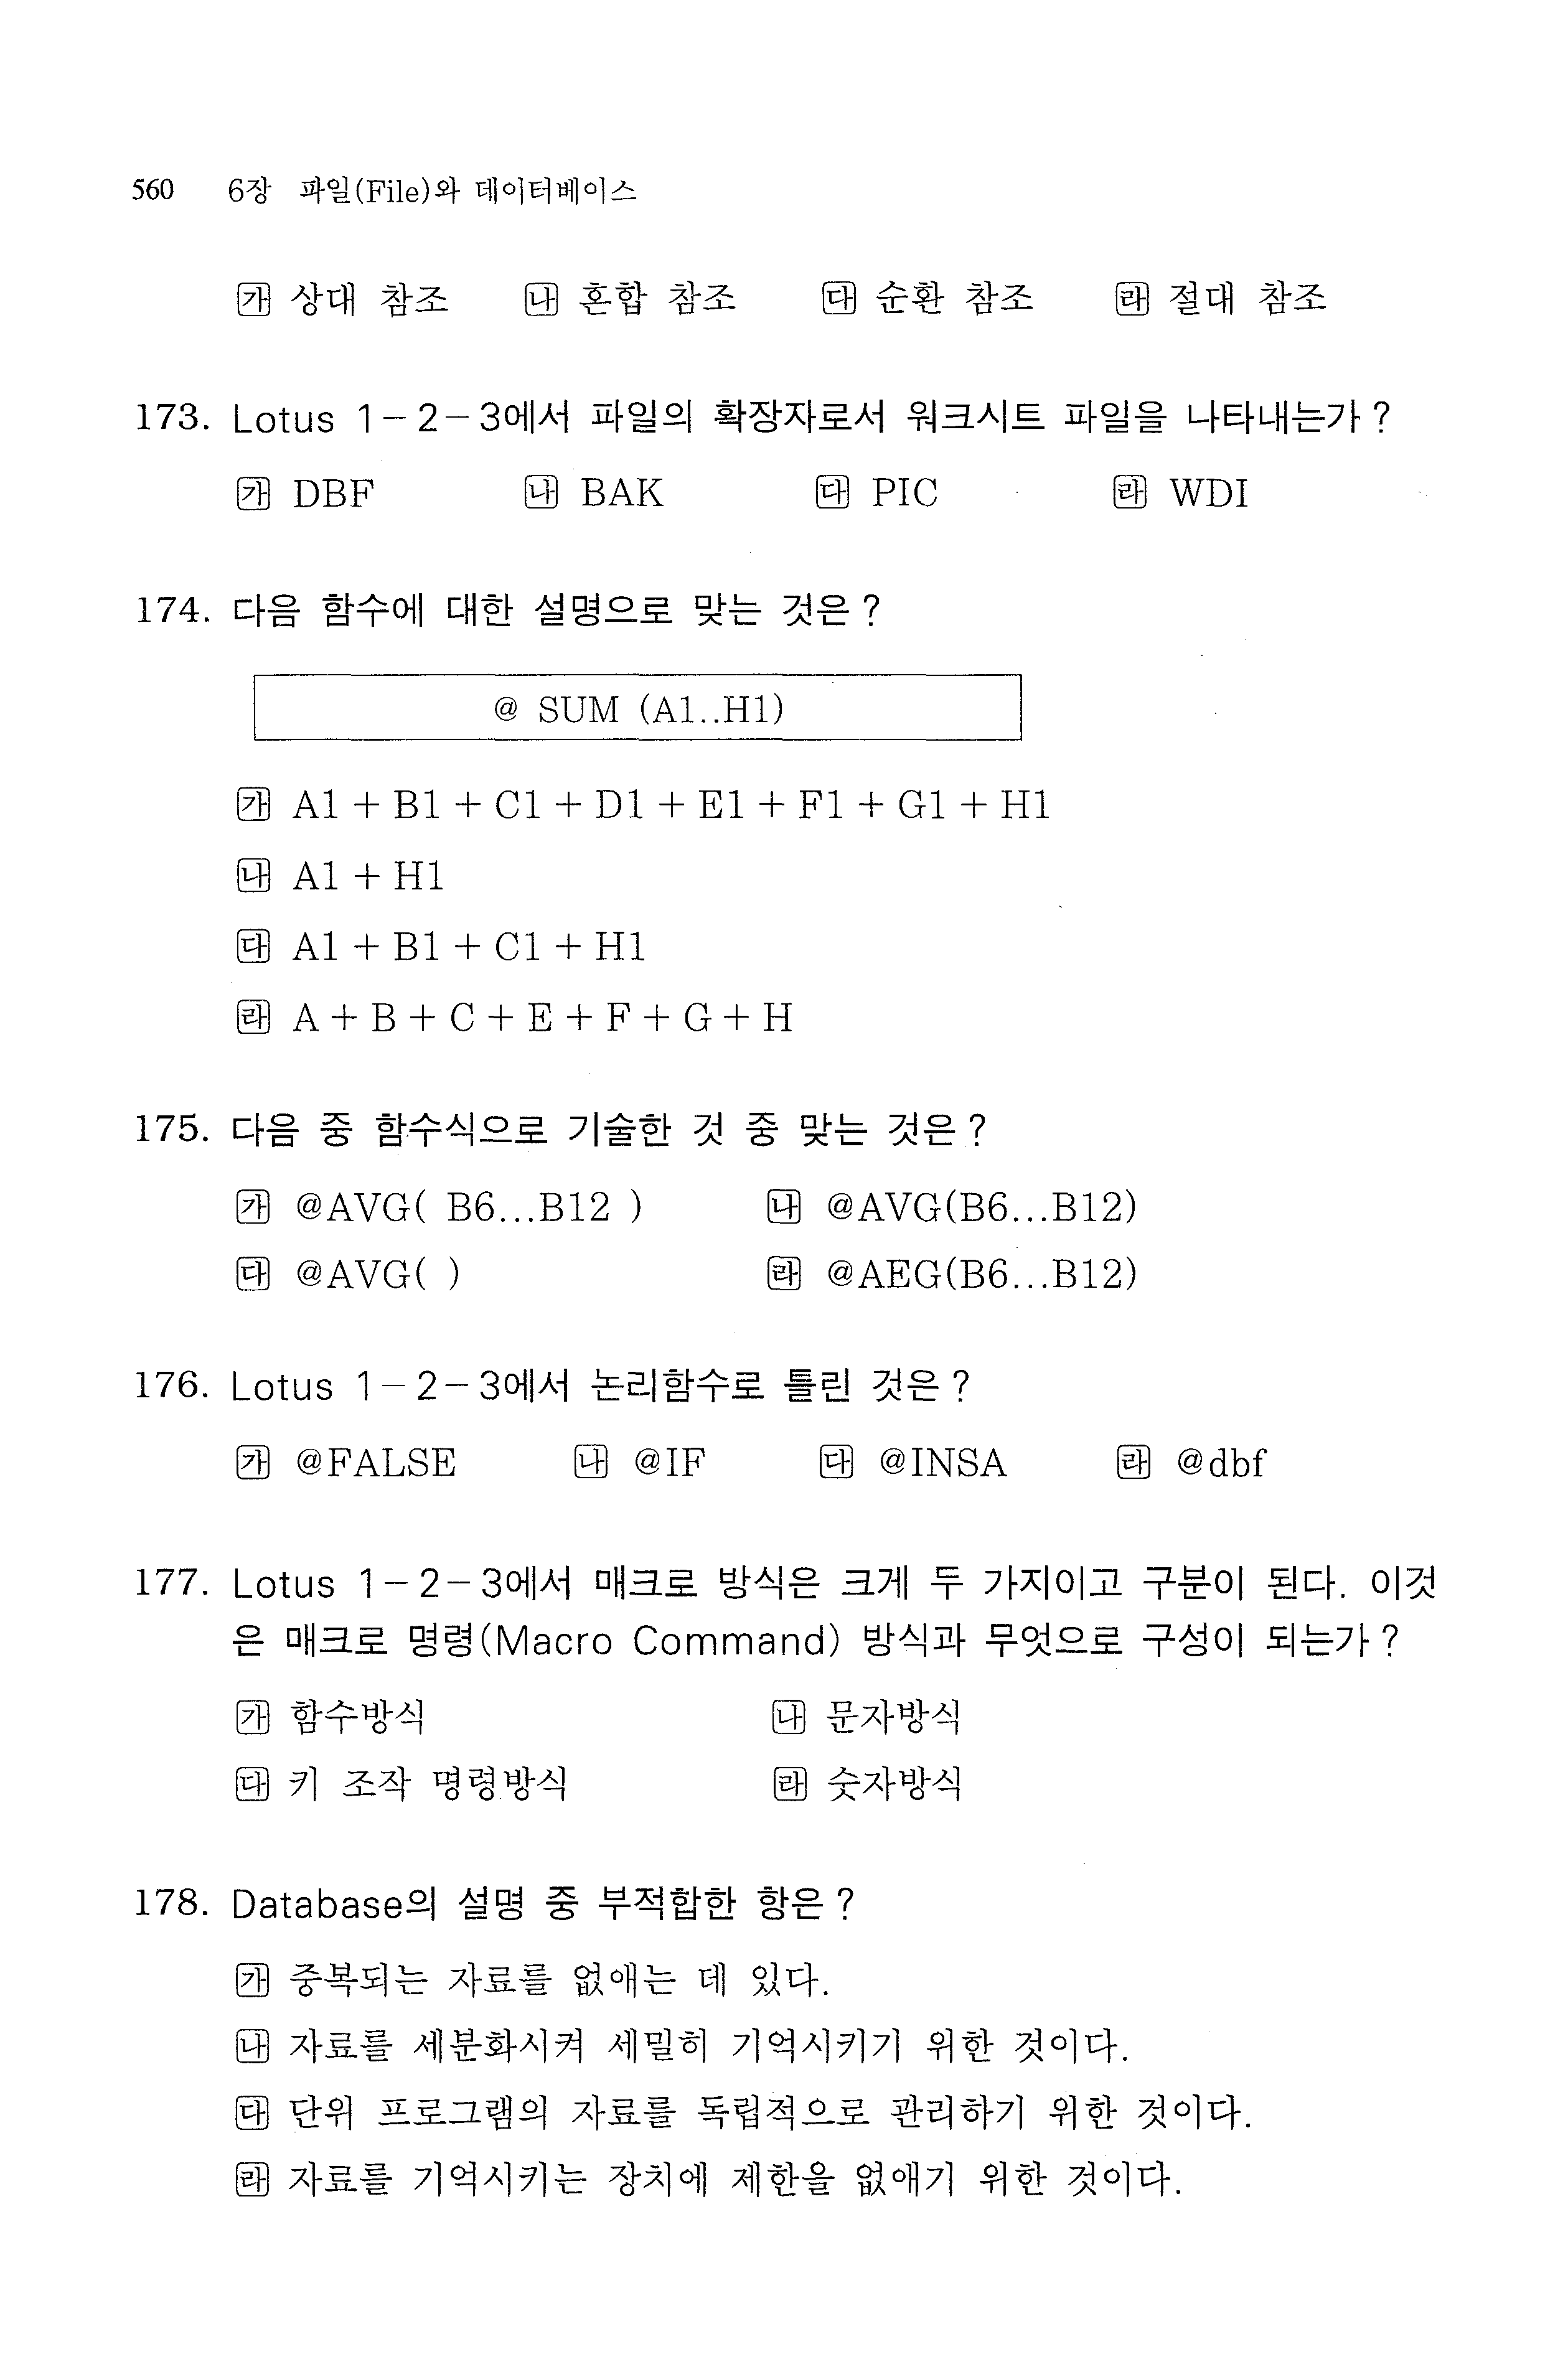 560 6장 파일(File)와 데이터베이스
㉮ 상대 참조 ㉯ 혼합 참조 ㉰ 순환 참조 ㉱ 절대 참조
173. Lotus 1-2-3에서 파일의 확장자로서 워크시트 파일을 나타내는가?
㉮ DBF ㉯ BAK ㉰ PIC ㉱ WDI
174. 다음 함수에 대한 설명으로 맞는 것은?
@ SUM (A1..H1)
㉮ A1 + B1 + C1 + D1 + E1 + F1 + G1 + H1
㉯ A1 + H1
㉰ A1 + B1 + C1 + H1
㉱ A + B + C + E + F + G + H
175. 다음 중 함수식으로 기술한 것 중 맞는 것은?
㉮ @AVG( B6...B12 ) ㉯ @AVG(B6...B12)
㉰ @AVG( ) ㉱ @AEG(B6...B12)
176. Lotus 1-2-3에서 논리함수로 틀린 것은?
㉮ @FALSE ㉯ @IF ㉰ @INSA ㉱ @dbf
177. Lotus 1-2-3에서 매크로 방식은 크게 두 가지이고 구분이 된다. 이것
은 매크로 명령(Macro Command) 방식과 무엇으로 구성이 되는가?
㉮ 함수방식 ㉯ 문자방식
㉰ 키 조작 명령방식 ㉱ 숫자방식
178. Database의 설명 중 부적합한 항은?
㉮ 중복되는 자료를 없애는 데 있다.
㉯ 자료를 세분화시켜 세밀히 기억시키기 위한 것이다.
㉰ 단위 프로그램의 자료를 독립적으로 관리하기 위한 것이다.
㉱ 자료를 기억시키는 장치에 제한을 없애기 위한 것이다.